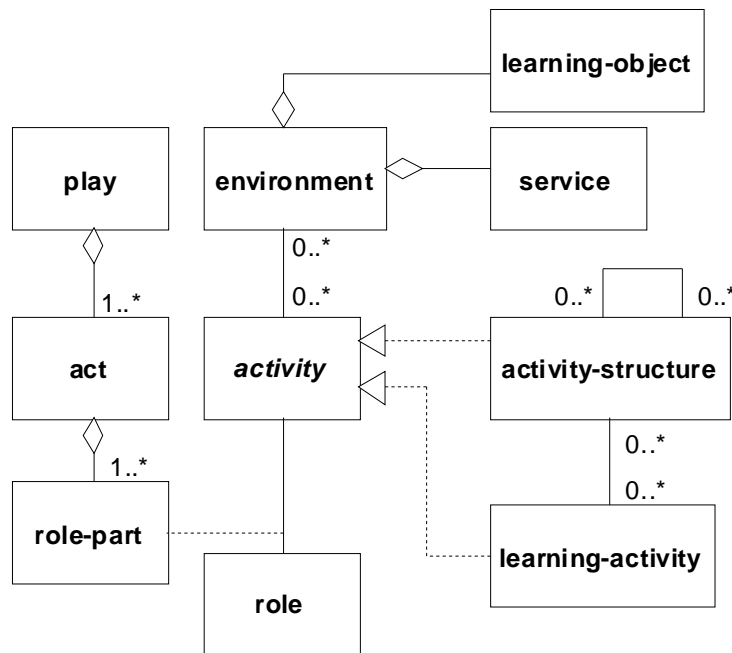 learning-object
play
environment
service
0..*
1..*
0..*
0..*
0..*
act
activity
activity-structure
0..*
1..*
0..*
role-part
learning-activity
role